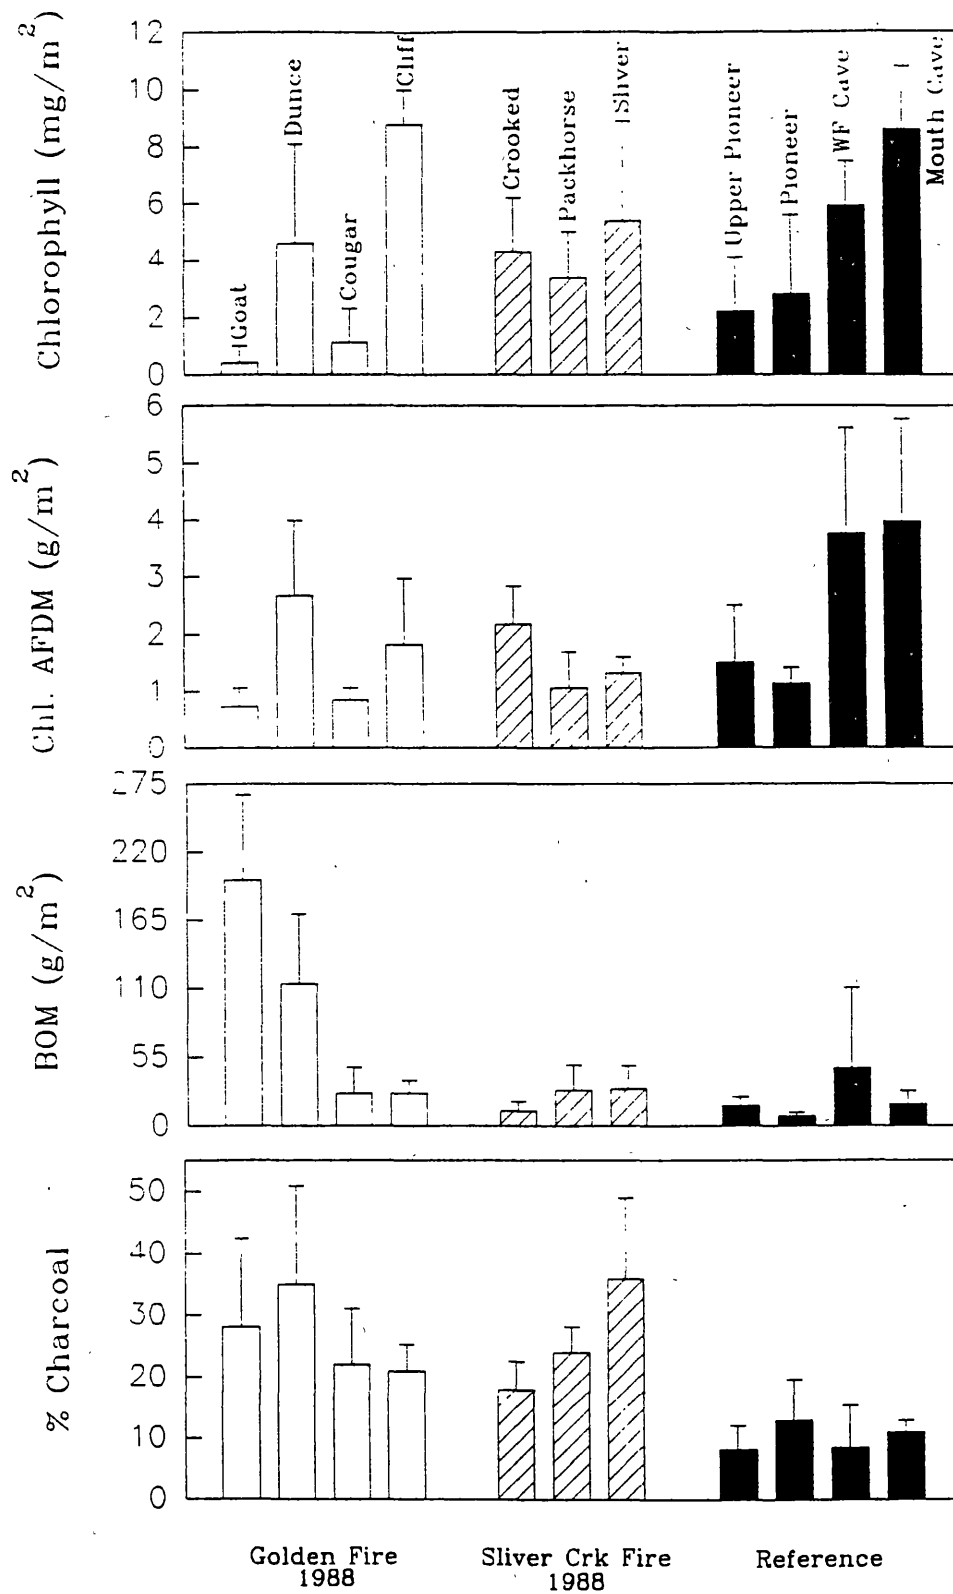 Chlorophyll (mg/m²)
12
10
8
6
4
2
0
Goat
Dunce
Cougar
Cliff
Crooked
Packhorse
Sliver
Upper Pioneer
Pioneer
WF Cave
Mouth Cave
Chl. AFDM (g/m²)
6
5
4
3
2
1
0
BOM (g/m²)
275
220
165
110
55
0
% Charcoal
50
40
30
20
10
0
Golden Fire
1988
Sliver Crk Fire
1988
Reference